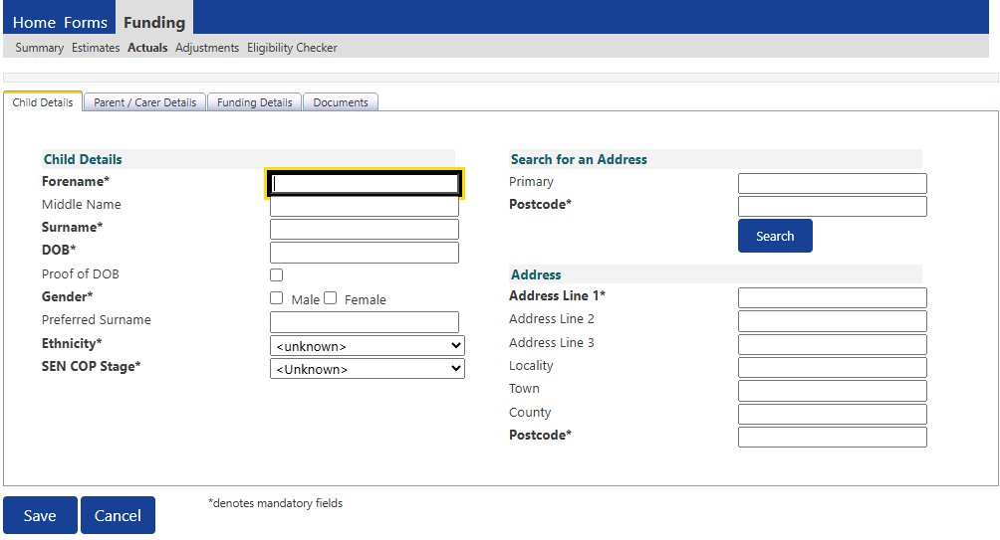 Home Forms Funding
Summary Estimates Actuals Adjustments Eligibility Checker
Child Details Parent / Carer Details Funding Details Documents
Child Details
Forename*
Middle Name
Surname*
DOB*
Proof of DOB
Gender* Male Female
Preferred Surname
Ethnicity* <unknown>
SEN COP Stage* <Unknown>
Search for an Address
Primary
Postcode*
Search
Address
Address Line 1*
Address Line 2
Address Line 3
Locality
Town
County
Postcode*
Save Cancel *denotes mandatory fields